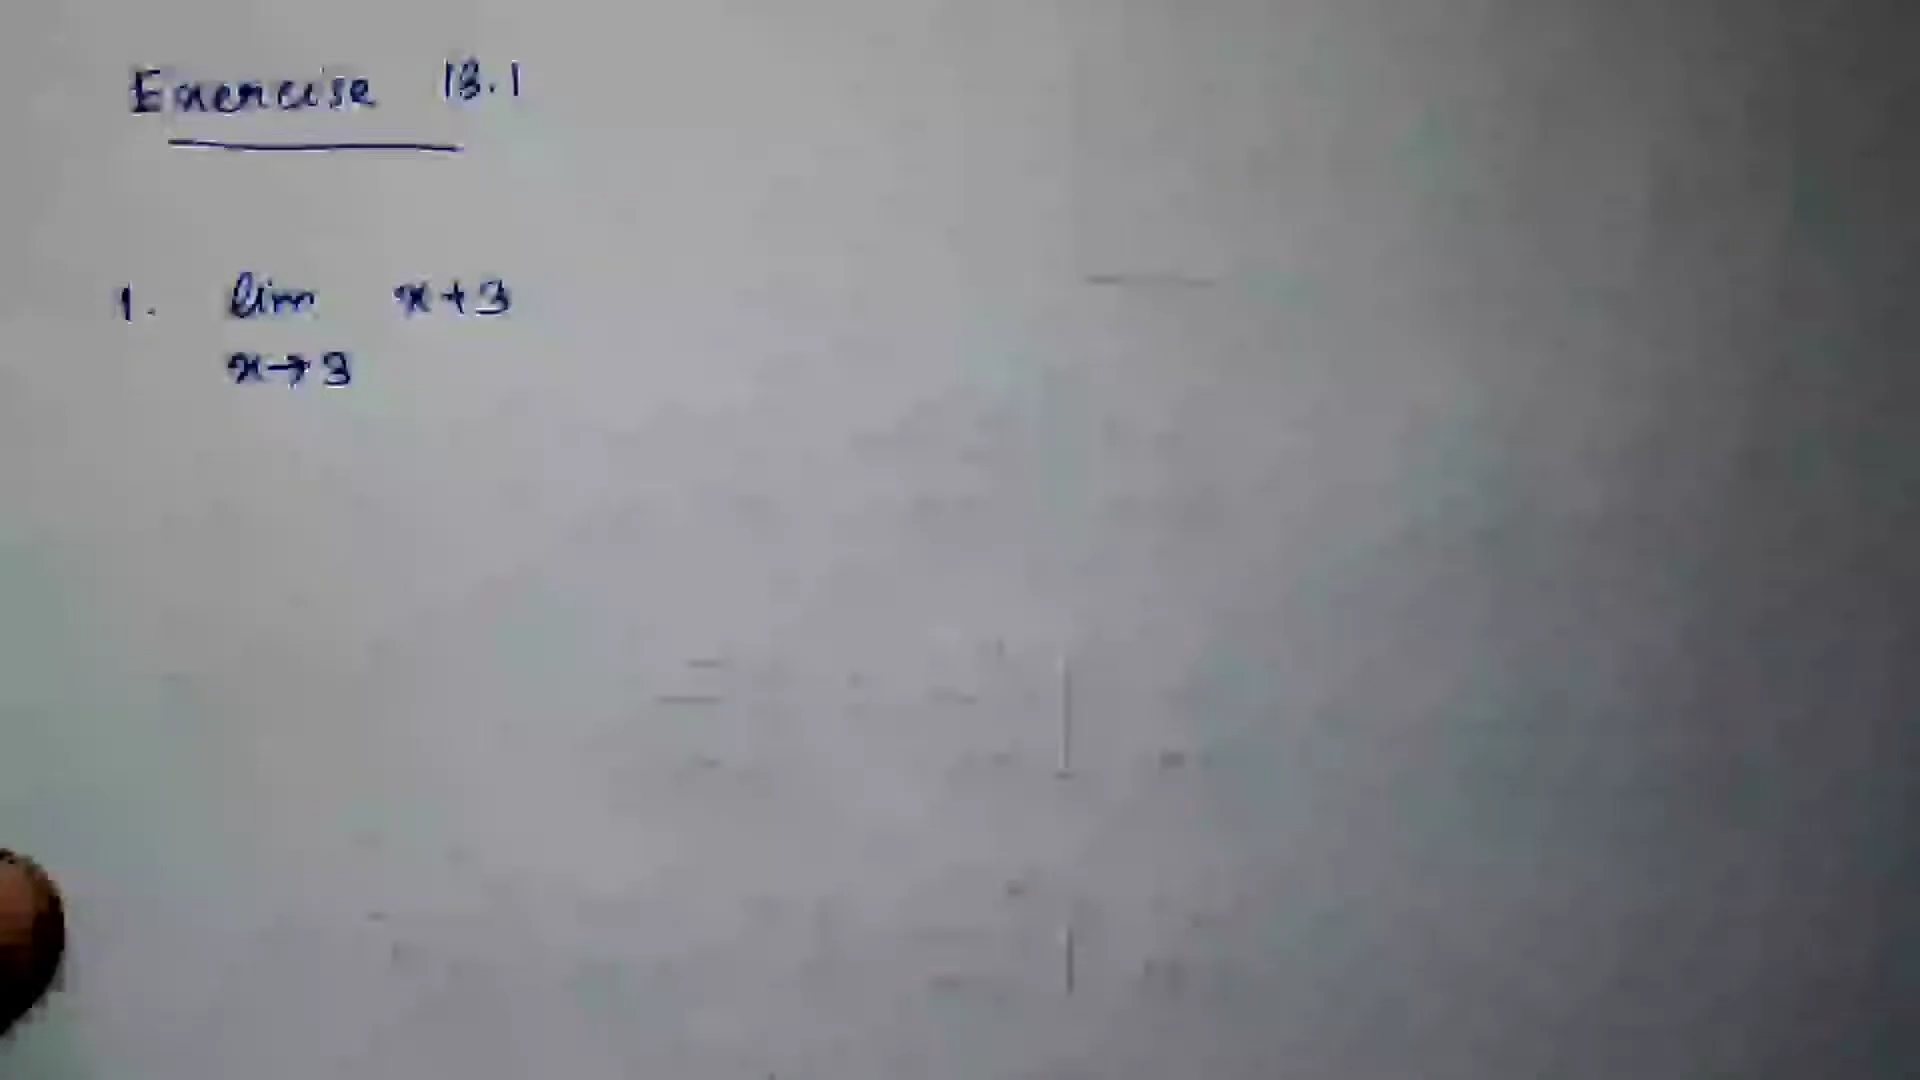 Exercise 13.1
1. lim x+3
x→3